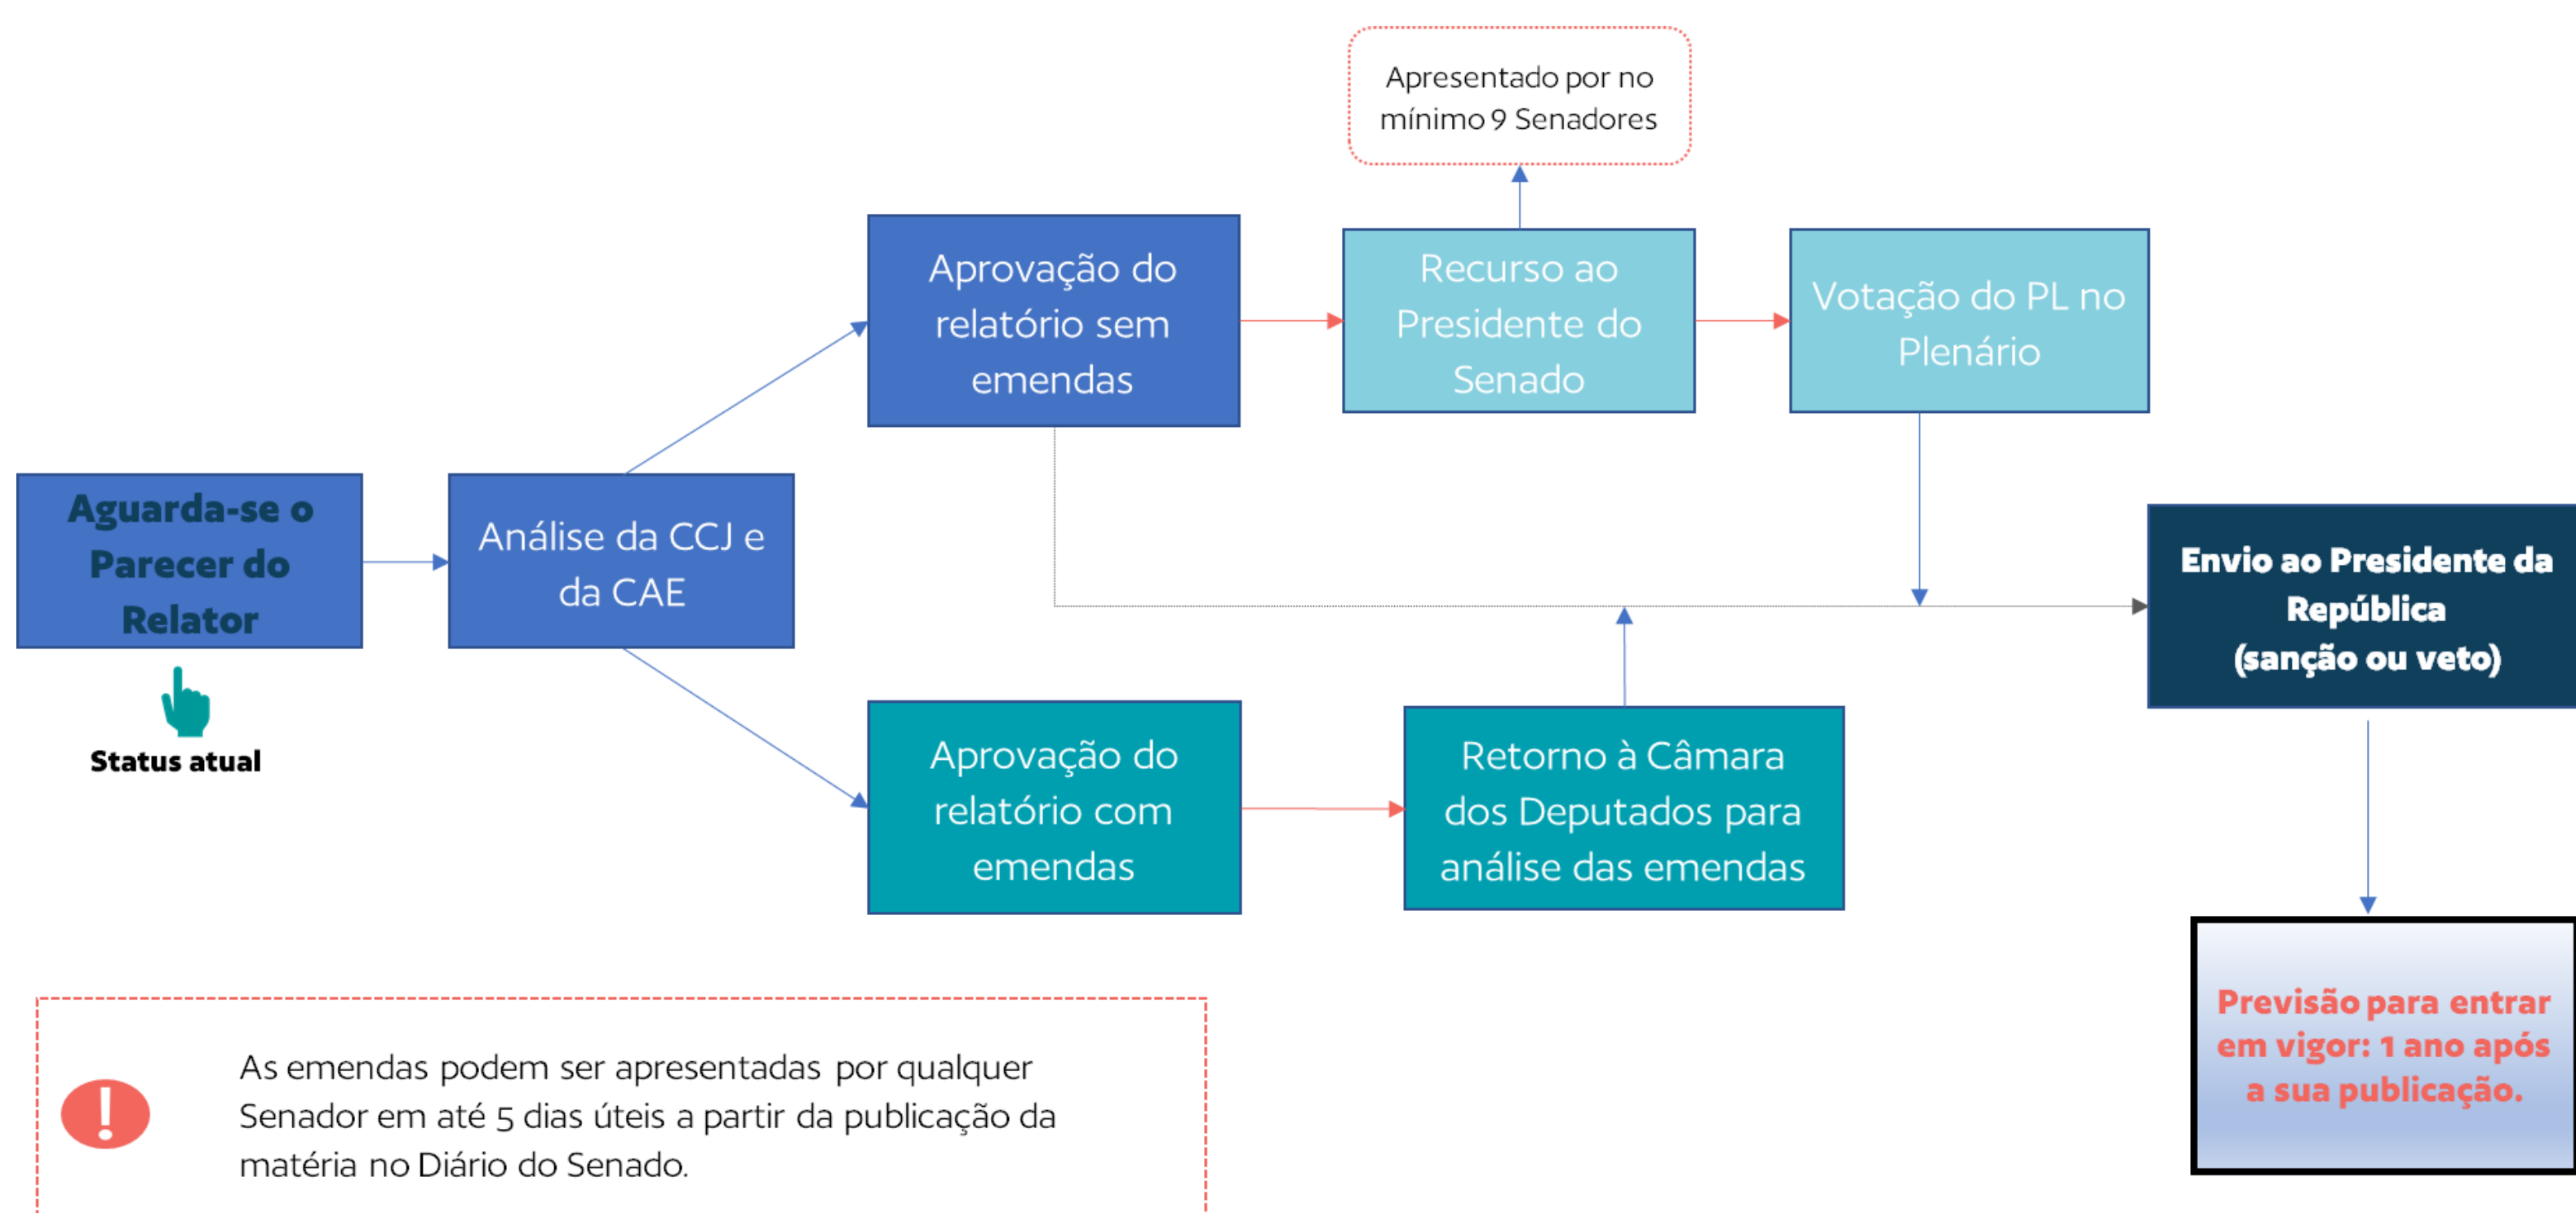 Apresentado por no
mínimo 9 Senadores
Aprovação do
relatório sem
emendas
Recurso ao
Presidente do
Senado
Votação do PL no
Plenário
Aguarda-se o
Parecer do
Relator
Status atual
Análise da CCJ e
da CAE
Envio ao Presidente da
República
(sanção ou veto)
Aprovação do
relatório com
emendas
Retorno à Câmara
dos Deputados para
análise das emendas
Previsão para entrar
em vigor: 1 ano após
a sua publicação.
!
As emendas podem ser apresentadas por qualquer
Senador em até 5 dias úteis a partir da publicação da
matéria no Diário do Senado.